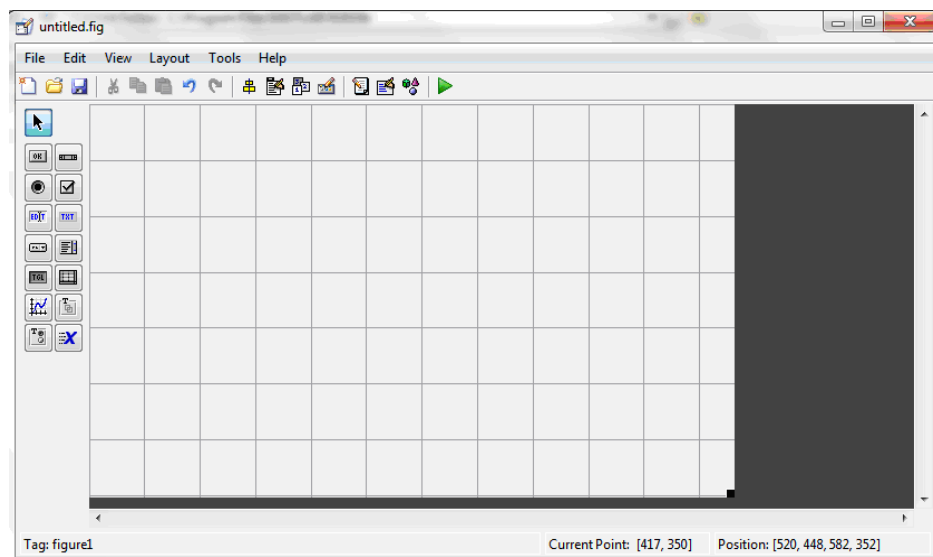 untitled.fig
File Edit View Layout Tools Help
OK
EDIT TXT
TGL
T
T
X
Tag: figure1 Current Point: [417, 350] Position: [520, 448, 582, 352]